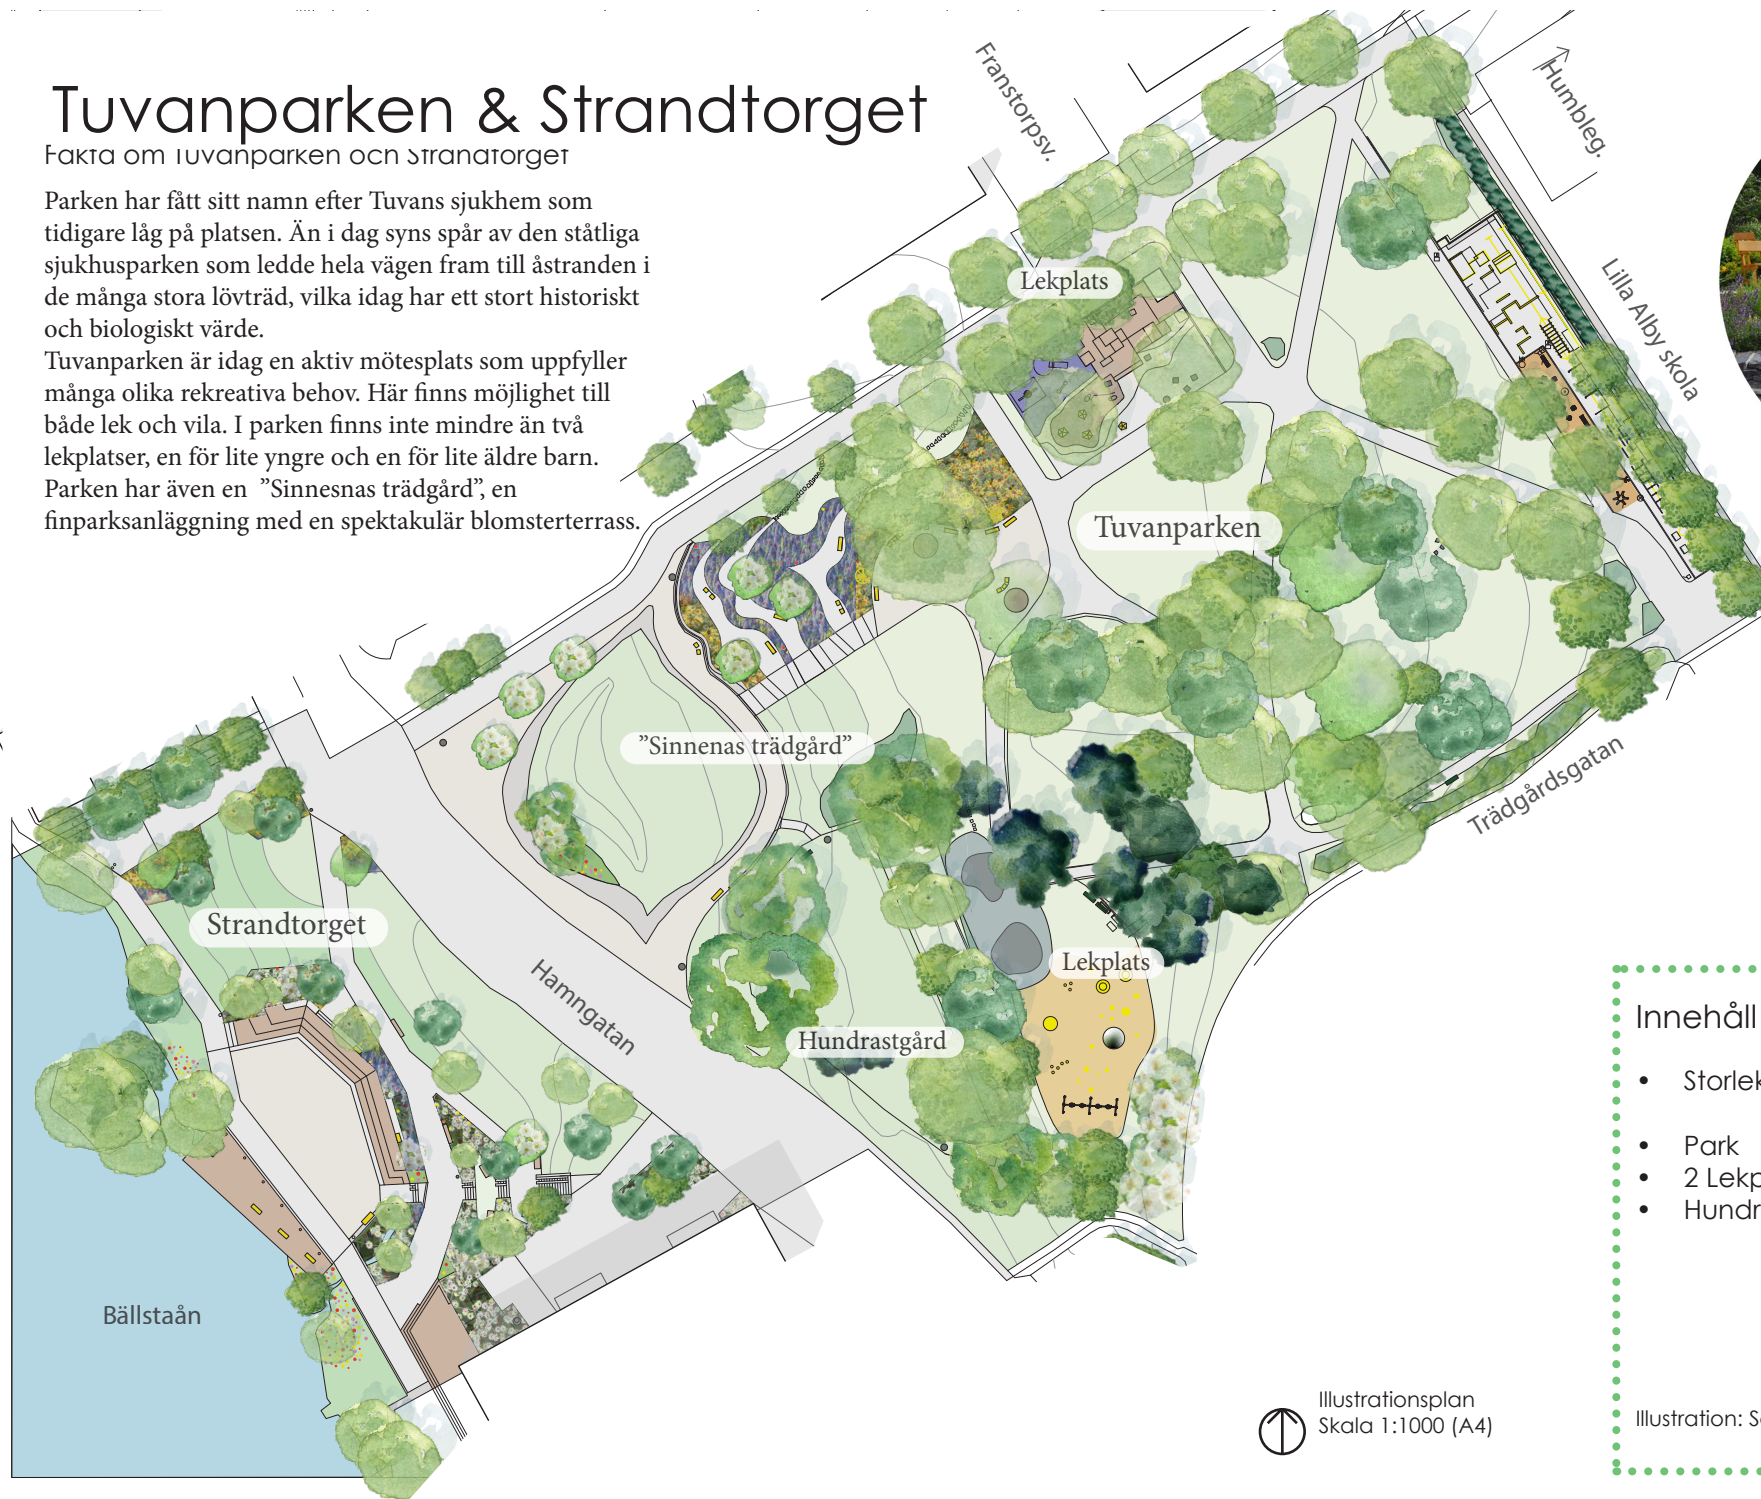 Tuvanparken & Strandtorget
Fakta om Tuvanparken och Strandtorget
Parken har fått sitt namn efter Tuvans sjukhem som
tidigare låg på platsen. Än i dag syns spår av den ståtliga
sjukhusparken som ledde hela vägen fram till åstranden i
de många stora lövträd, vilka idag har ett stort historiskt
och biologiskt värde.
Tuvanparken är idag en aktiv mötesplats som uppfyller
många olika rekreativa behov. Här finns möjlighet till
både lek och vila. I parken finns inte mindre än två
lekplatser, en för lite yngre och en för lite äldre barn.
Parken har även en ”Sinnesnas trädgård”, en
finparksanläggning med en spektakulär blomsterterrass.
Franstorpsv.
Humbleg.
Lilla Alby skola
Lekplats
Tuvanparken
”Sinnenas trädgård”
Trädgårdsgatan
Strandtorget
Hamngatan
Lekplats
Hundrastgård
Bällstaån
Illustrationsplan
Skala 1:1000 (A4)
Innehåll
• Storlek
• Park
• 2 Lekp
• Hundr
Illustration: S